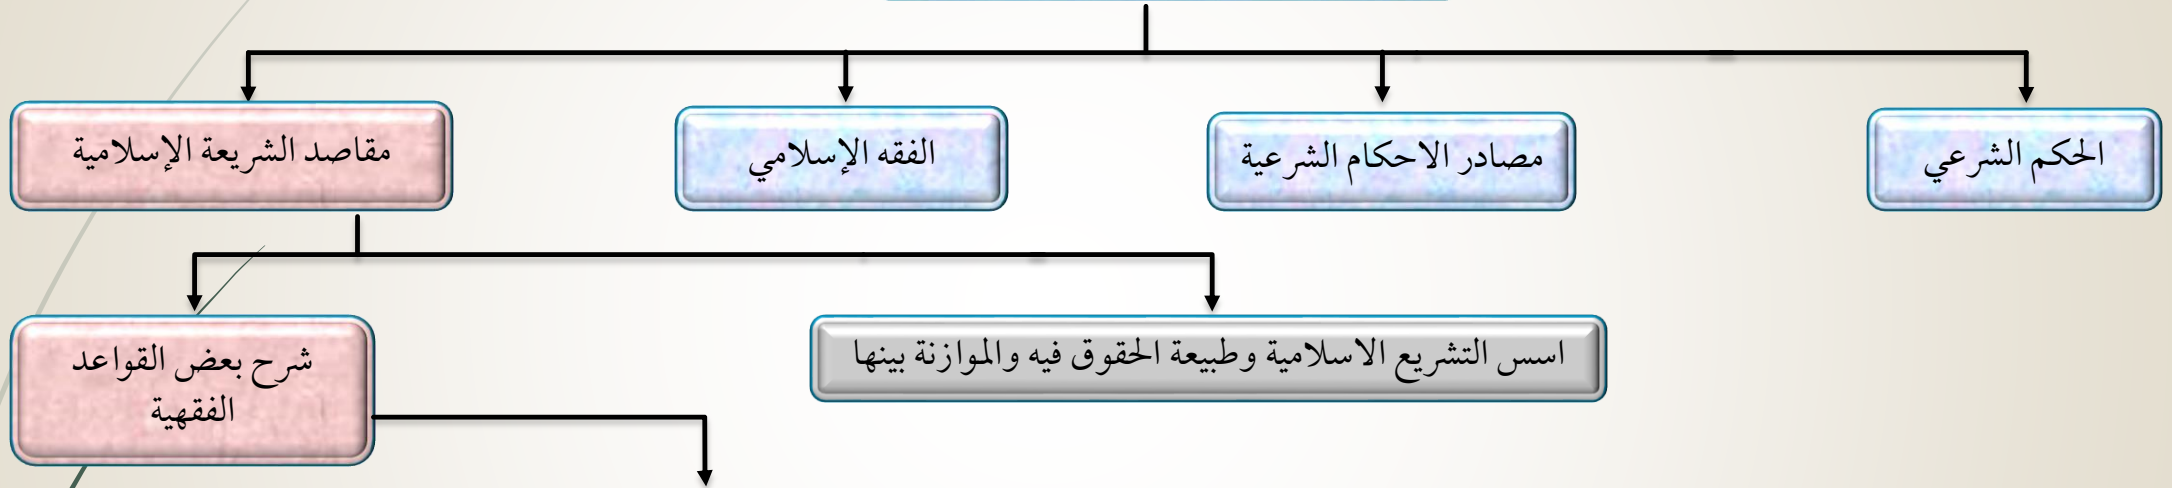 الحكم الشرعي
مصادر الاحكام الشرعية
الفقه الإسلامي
مقاصد الشريعة الإسلامية
اسس التشريع الاسلامية وطبيعة الحقوق فيه والموازنة بينها
شرح بعض القواعد
الفقهية